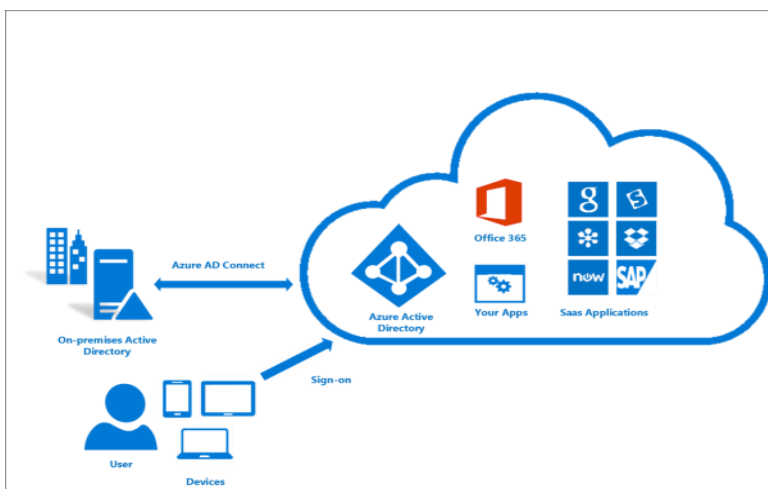 Office 365
g
Azure AD Connect
now
SAP
Azure Active
Directory
Your Apps
Saas Applications
On-premises Active
Directory
Sign-on
User
Devices